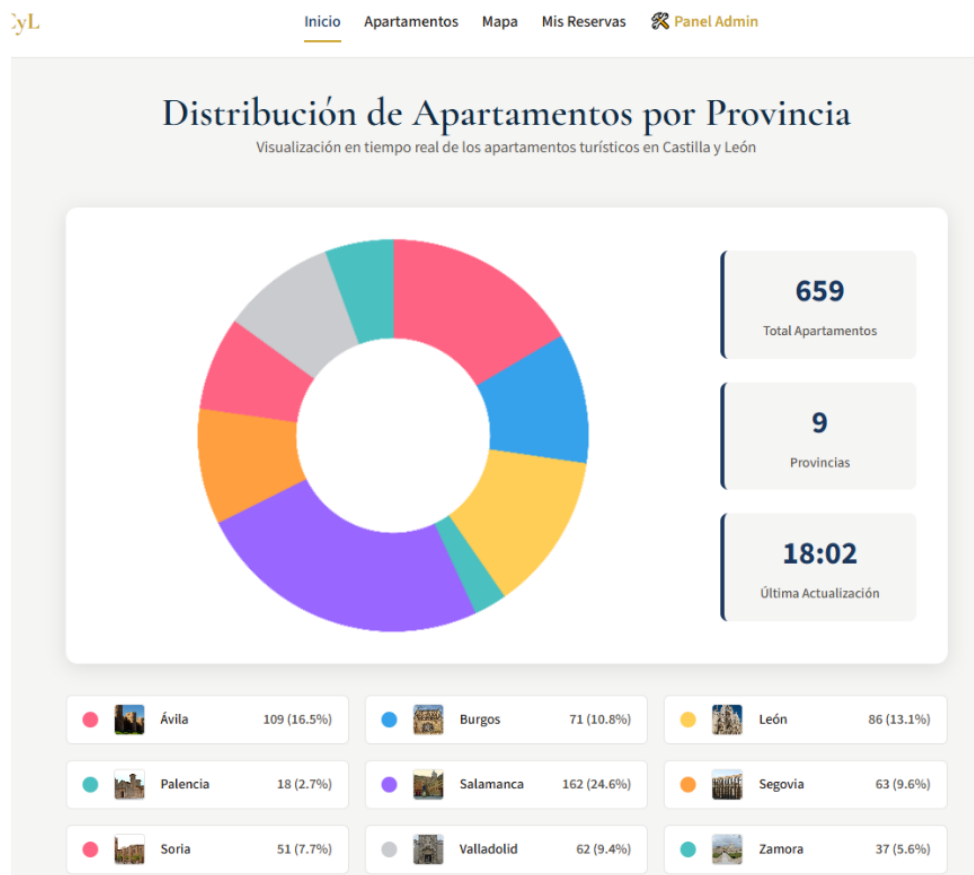 yL
Inicio Apartamentos Mapa Mis Reservas Panel Admin
Distribución de Apartamentos por Provincia
Visualización en tiempo real de los apartamentos turísticos en Castilla y León
659
Total Apartamentos
9
Provincias
18:02
Última Actualización
Ávila 109 (16.5%) Burgos 71 (10.8%) León 86 (13.1%)
Palencia 18 (2.7%) Salamanca 162 (24.6%) Segovia 63 (9.6%)
Soria 51 (7.7%) Valladolid 62 (9.4%) Zamora 37 (5.6%)